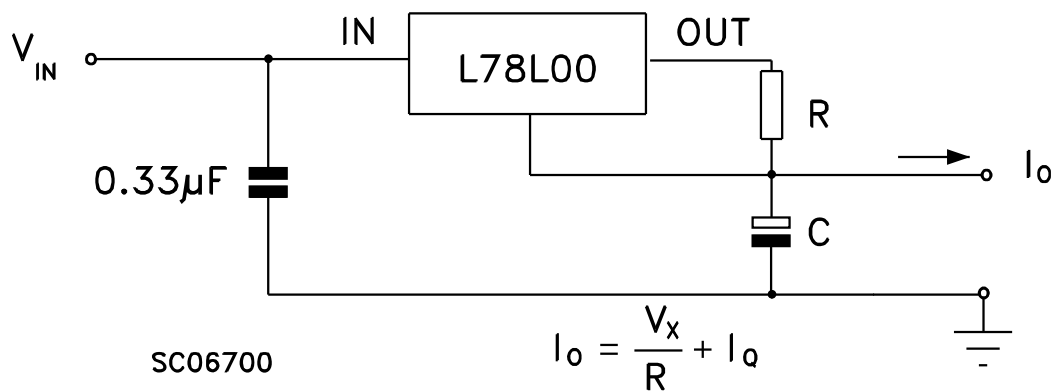 V_IN
IN
OUT
L78L00
R
I_O
0.33µF
C
I_O = V_X / R + I_Q
SC06700